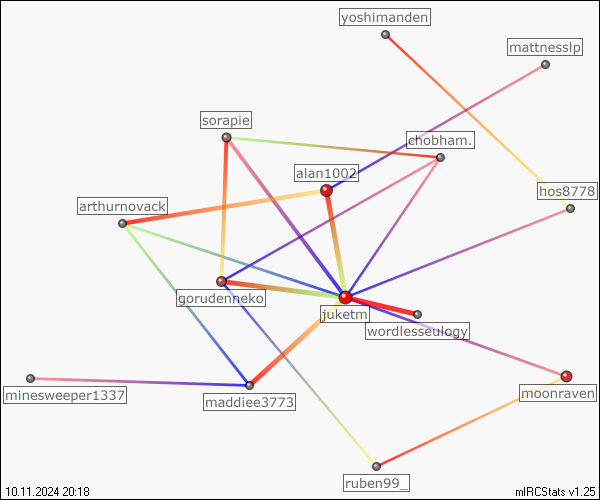 yoshimanden
mattnesslp
sorapie
chobham.
alan1002
hos8778
arthurnovack
gorudenneko
juketm
wordlesseulogy
minesweeper1337
maddiee3773
moonraven
ruben99_
10.11.2024 20:18
mIRCStats v1.25